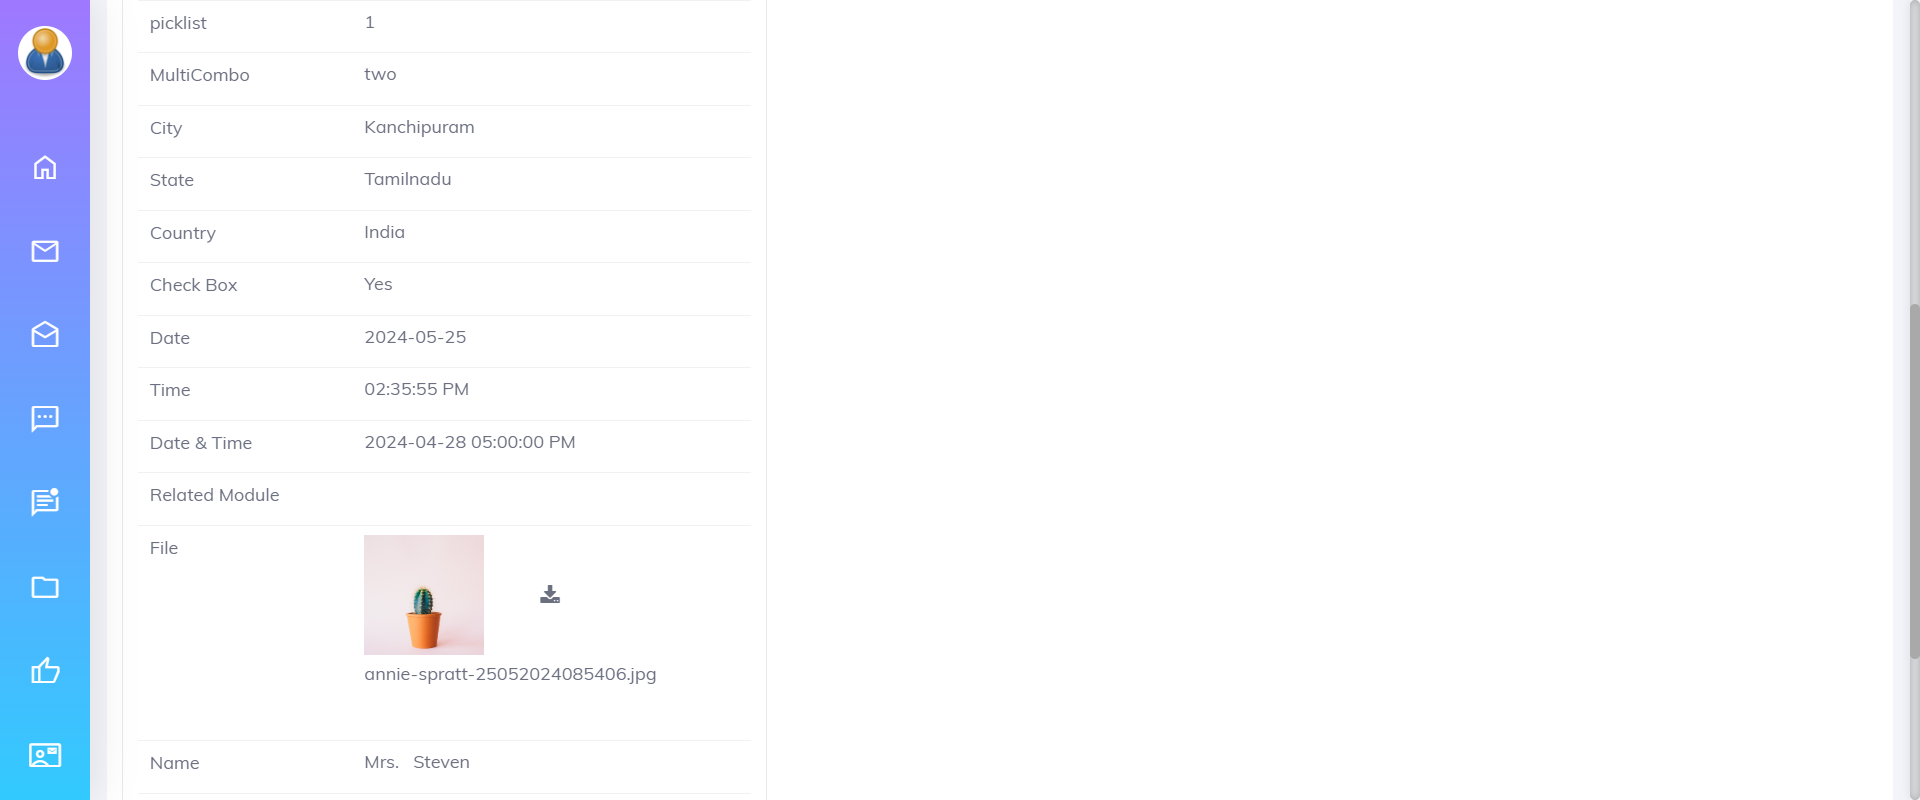 picklist 1
MultiCombo two
City Kanchipuram
State Tamilnadu
Country India
Check Box Yes
Date 2024-05-25
Time 02:35:55 PM
Date & Time 2024-04-28 05:00:00 PM
Related Module
File
annie-spratt-25052024085406.jpg
Name Mrs. Steven